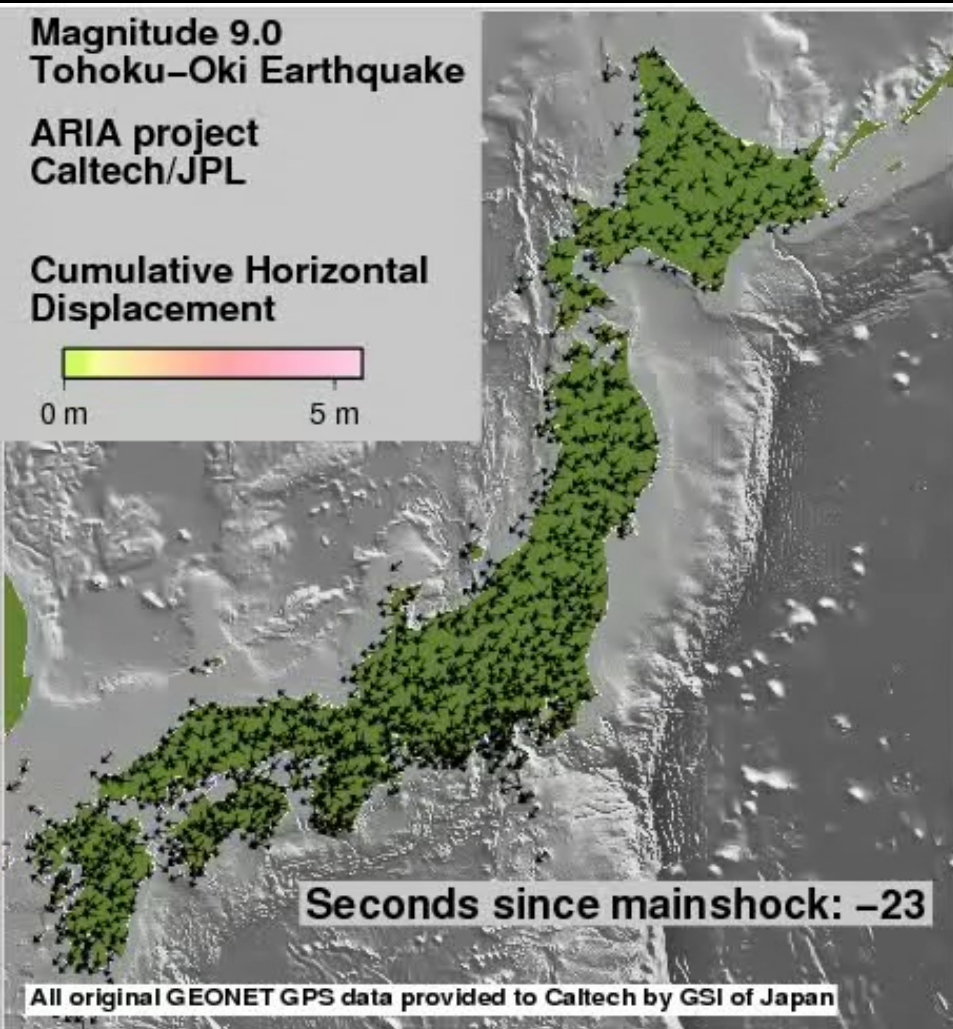 Magnitude 9.0
Tohoku–Oki Earthquake
ARIA project
Caltech/JPL
Cumulative Horizontal
Displacement
0 m 5 m
Seconds since mainshock: –23
All original GEONET GPS data provided to Caltech by GSI of Japan